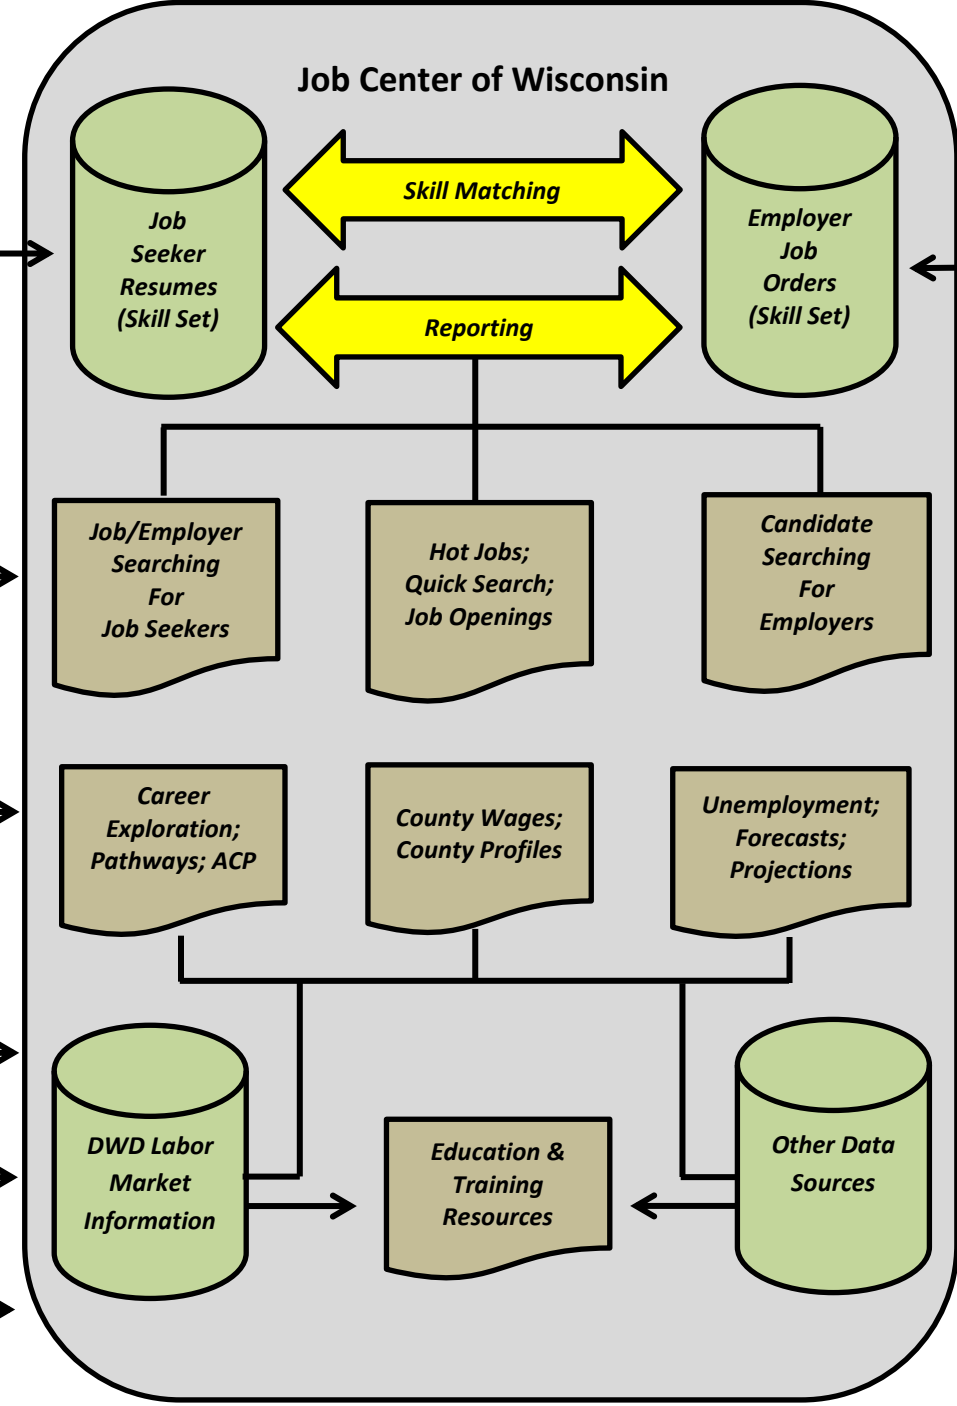 Job Center of Wisconsin
Job
Seeker
Resumes
(Skill Set)
Skill Matching
Reporting
Employer
Job
Orders
(Skill Set)
Job/Employer
Searching
For
Job Seekers
Hot Jobs;
Quick Search;
Job Openings
Candidate
Searching
For
Employers
Career
Exploration;
Pathways; ACP
County Wages;
County Profiles
Unemployment;
Forecasts;
Projections
DWD Labor
Market
Information
Education &
Training
Resources
Other Data
Sources